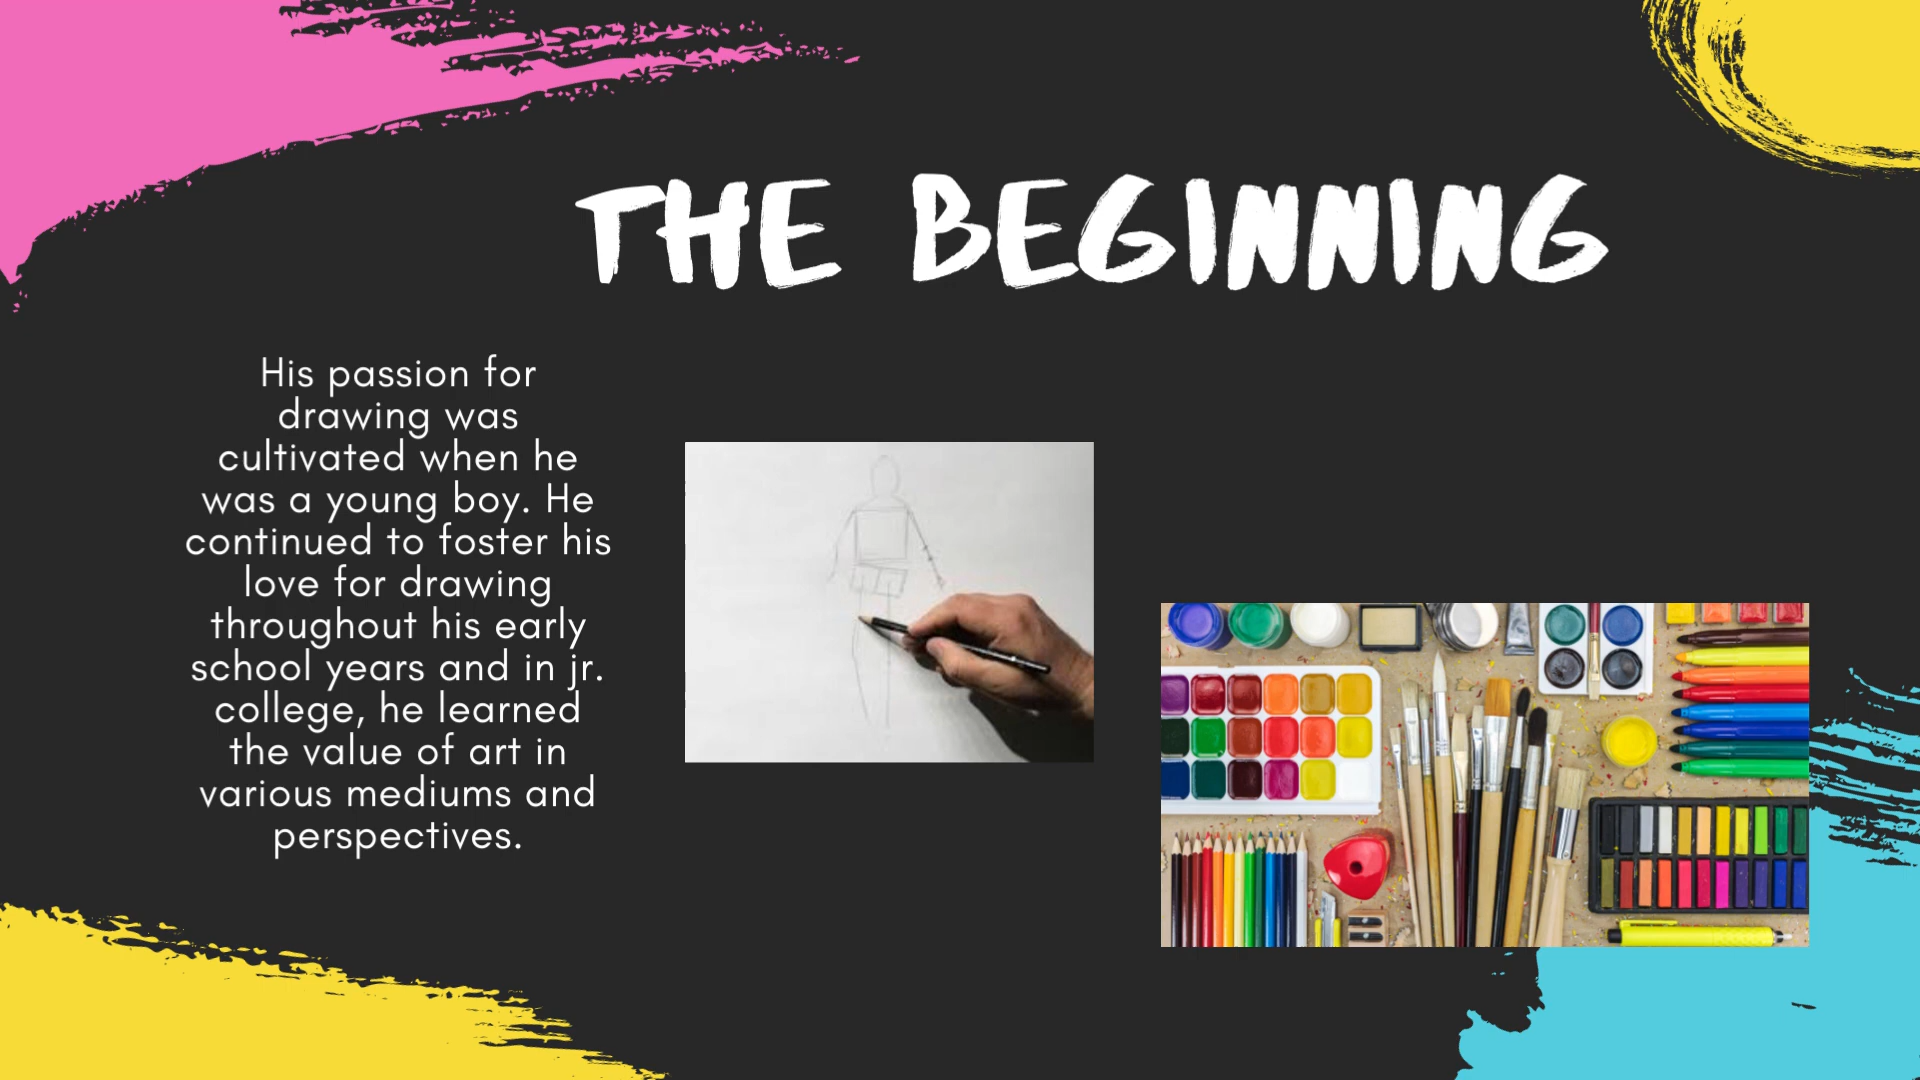 THE BEGINNING
His passion for
drawing was
cultivated when he
was a young boy. He
continued to foster his
love for drawing
throughout his early
school years and in jr.
college, he learned
the value of art in
various mediums and
perspectives.